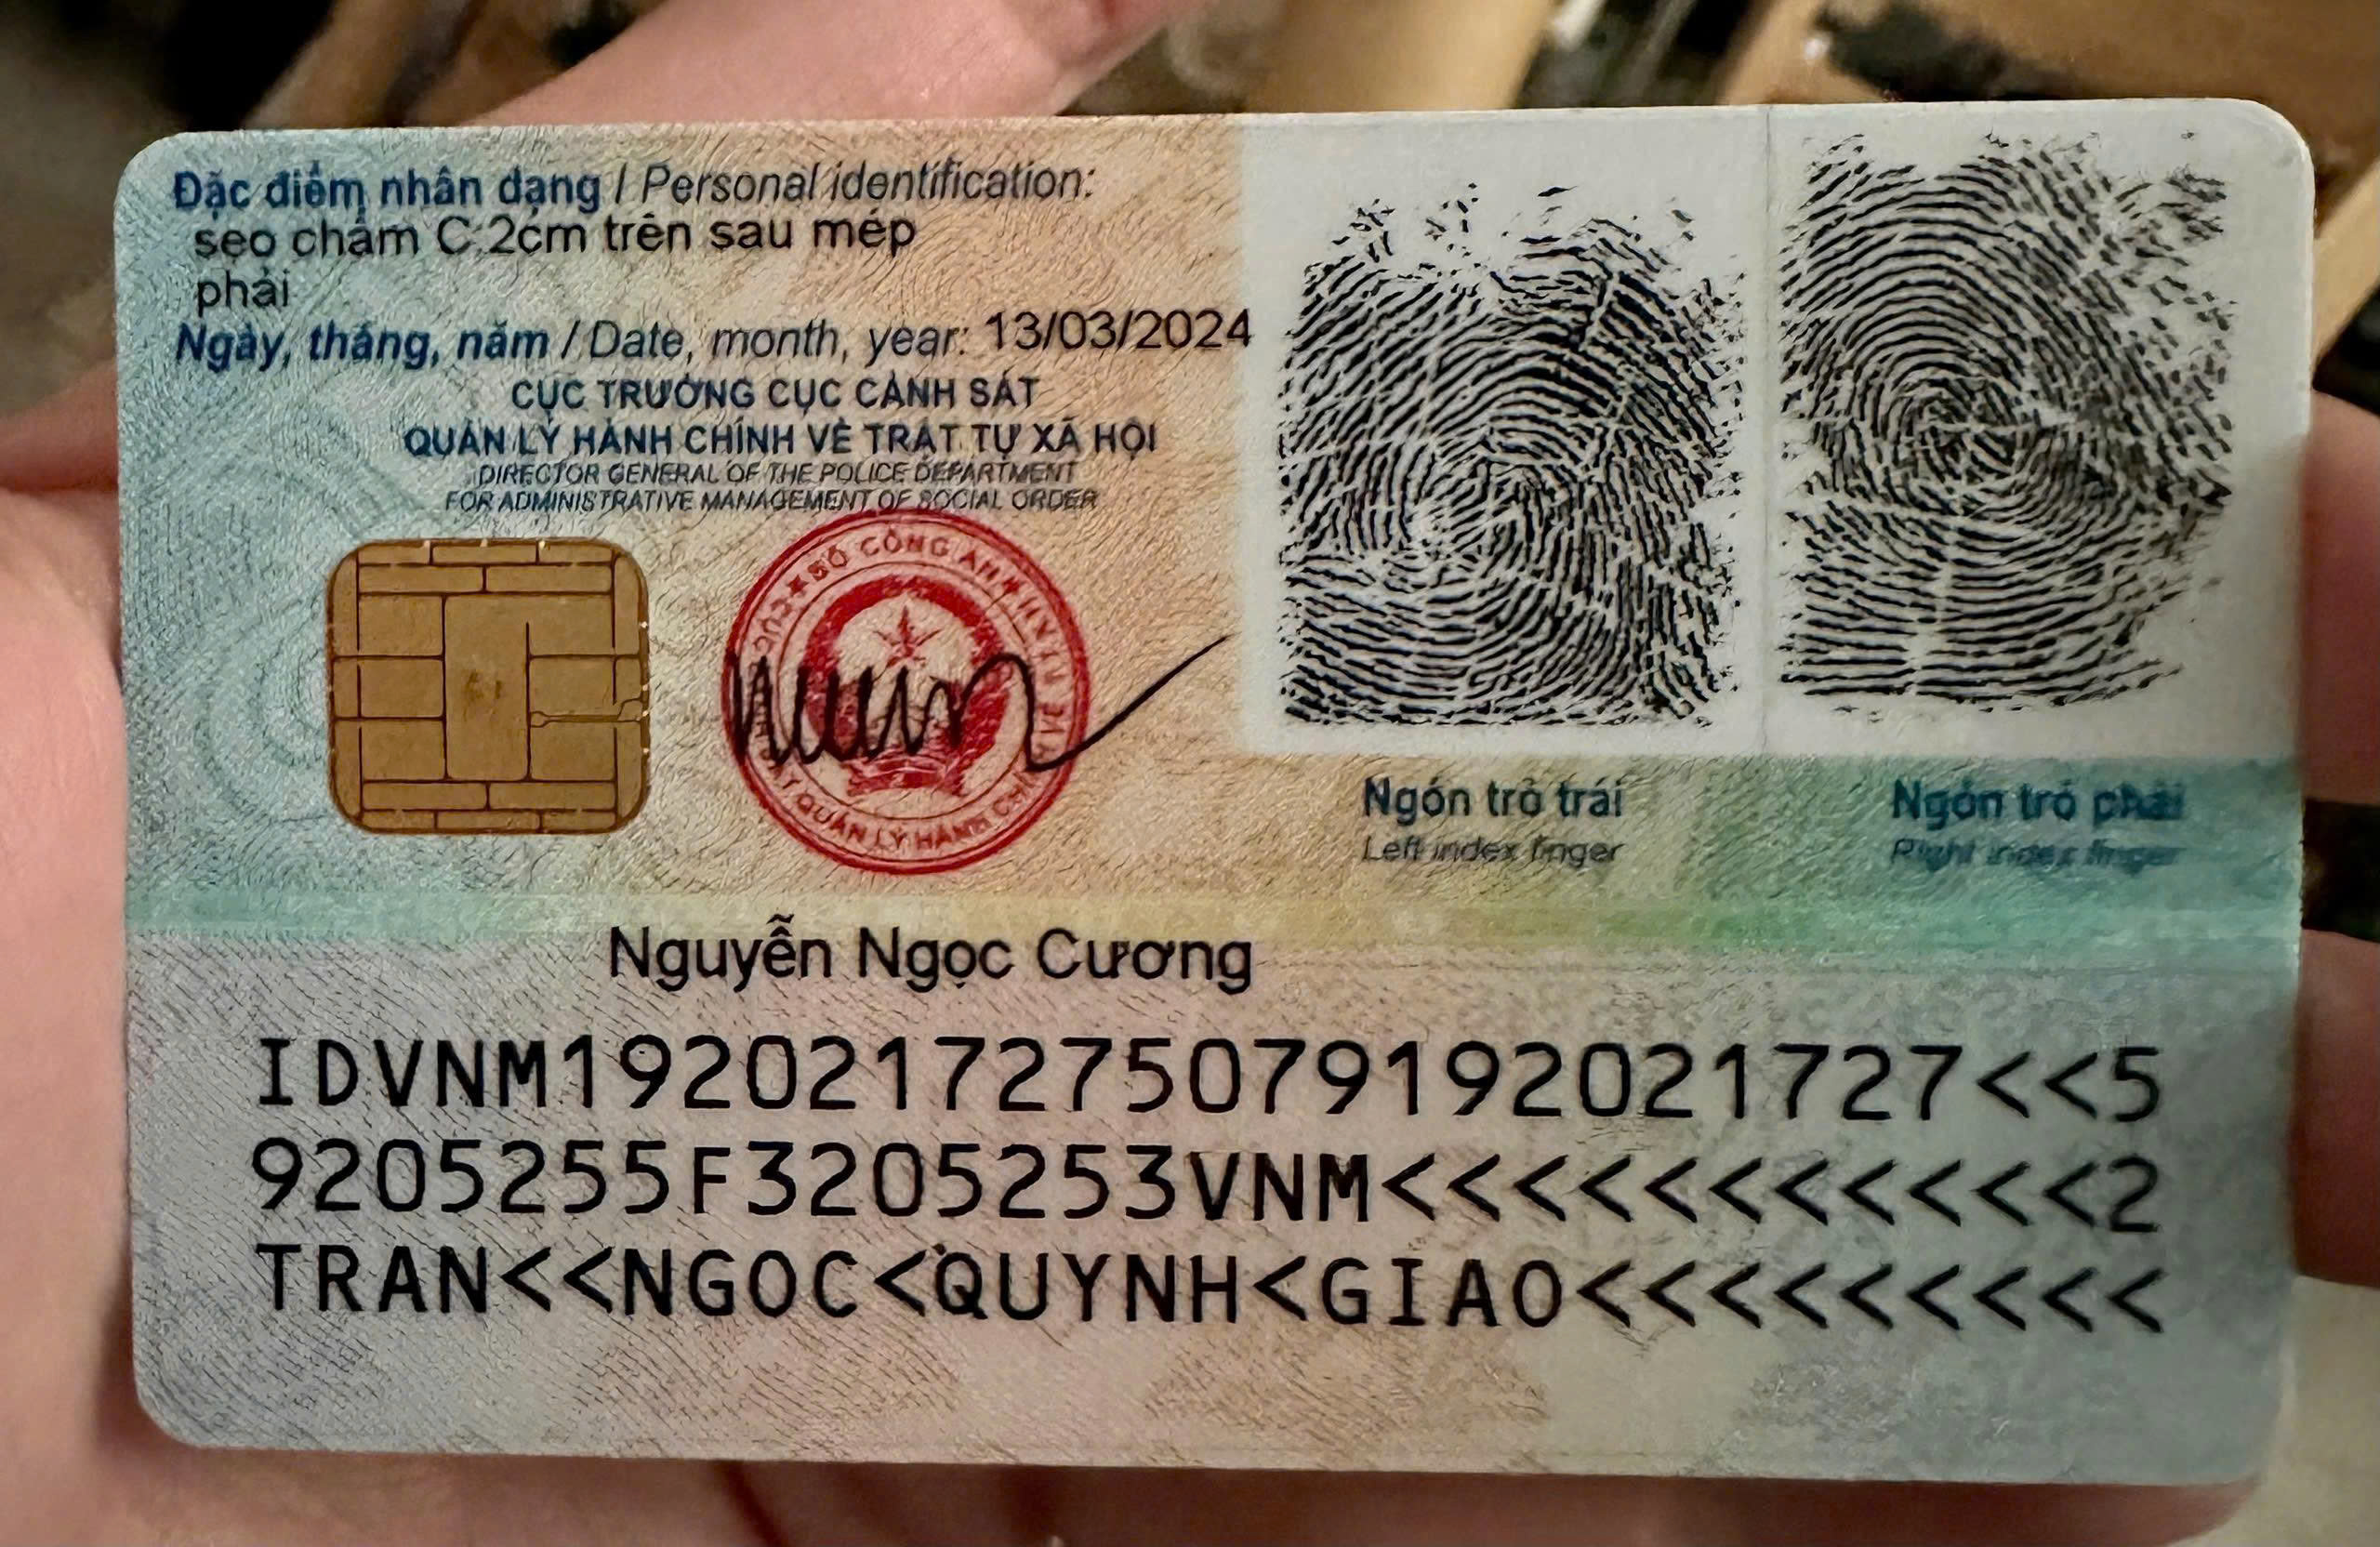 Đặc điểm nhân dạng / Personal identification:
sẹo chấm C:2cm trên sau mép
phải
Ngày, tháng, năm / Date, month, year: 13/03/2024
CỤC TRƯỞNG CỤC CẢNH SÁT
QUẢN LÝ HÀNH CHÍNH VỀ TRẬT TỰ XÃ HỘI
DIRECTOR GENERAL OF THE POLICE DEPARTMENT
FOR ADMINISTRATIVE MANAGEMENT OF SOCIAL ORDER
BỘ CÔNG AN
QUẢN LÝ HÀNH
Ngón trỏ trái
Left index finger
Ngón trỏ phải
Right index finger
Nguyễn Ngọc Cương
IDVNM1920217275079192021727<<5
9205255F3205253VNM<<<<<<<<<<<2
TRAN<<NGOC<QUYNH<GIAO<<<<<<<<<